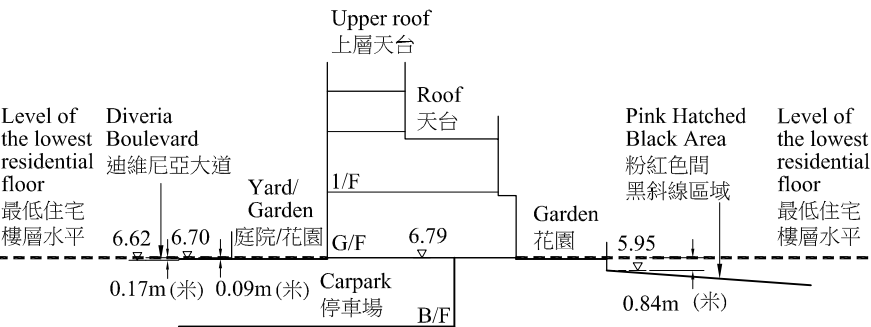 Upper roof
上層天台
Roof
天台
Level of
the lowest
residential
floor
最低住宅
樓層水平
Diveria
Boulevard
迪維尼亞大道
Yard/
Garden
庭院/花園
1/F
G/F
Garden
花園
Pink Hatched
Black Area
粉紅色間
黑斜線區域
Level of
the lowest
residential
floor
最低住宅
樓層水平
6.62
6.70
6.79
5.95
0.17m (米)
0.09m (米)
Carpark
停車場
B/F
0.84m (米)